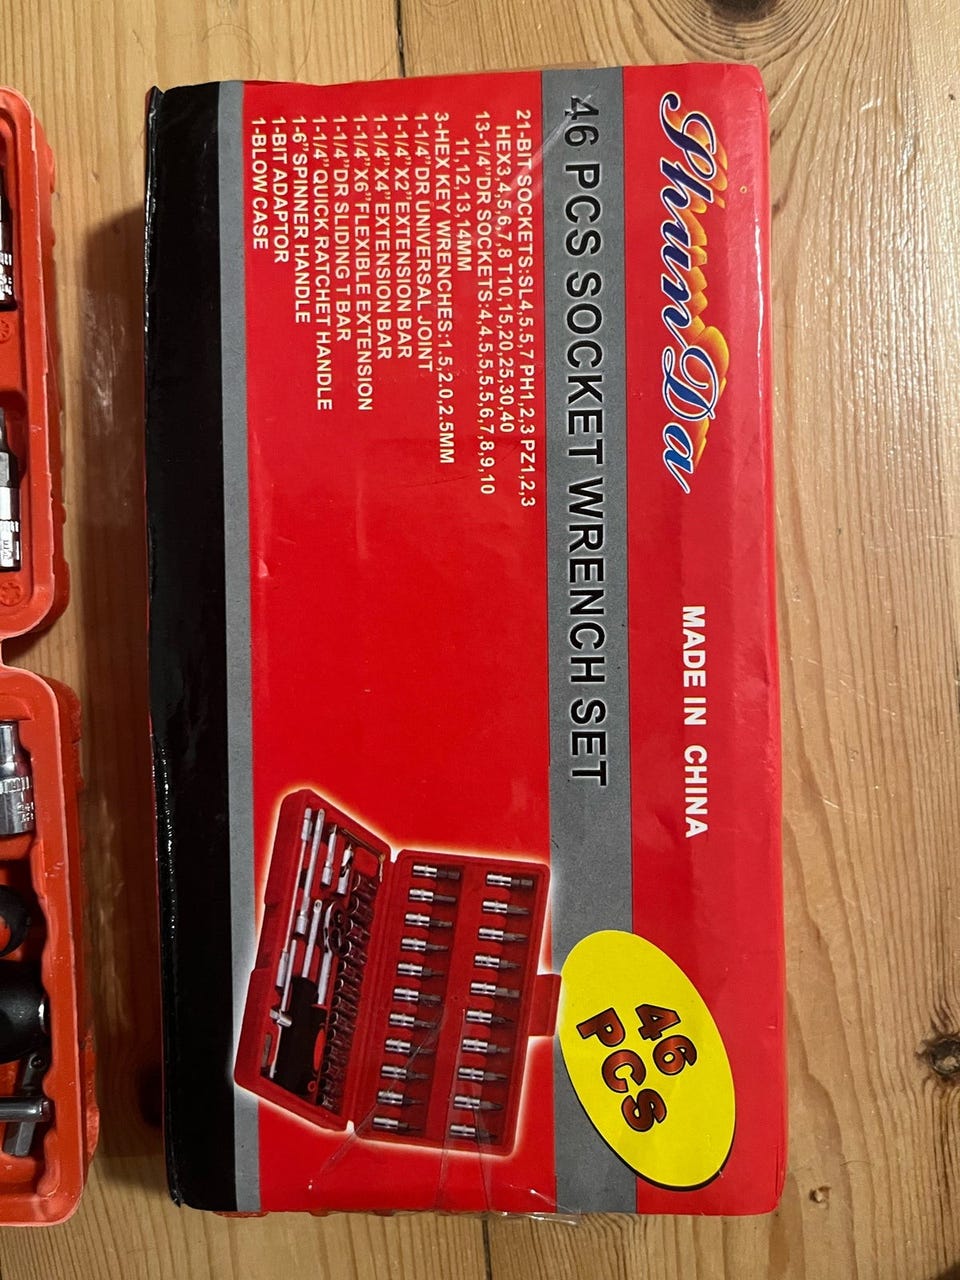 ShunDa
MADE IN CHINA
46 PCS SOCKET WRENCH SET
46
PCS
21-BIT SOCKETS:SL4,5.5,7 PH1,2,3 PZ1,2,3
HEX3,4,5,6,7,8 T10,15,20,25,30,40
13-1/4"DR SOCKETS:4,4.5,5,5.5,6,7,8,9,10
11,12,13,14MM
3-HEX KEY WRENCHES:1.5,2.0,2.5MM
1-1/4"DR UNIVERSAL JOINT
1-1/4"X2"EXTENSION BAR
1-1/4"X4"EXTENSION BAR
1-1/4"X6"FLEXIBLE EXTENSION
1-1/4"DR SLIDING T BAR
1-1/4"QUICK RATCHET HANDLE
1-6"SPINNER HANDLE
1-BIT ADAPTOR
1-BLOW CASE